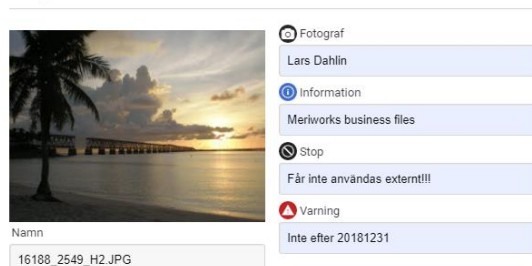 Fotograf
Lars Dahlin
Information
Meriworks business files
Stop
Får inte användas externt!!!
Varning
Inte efter 20181231
Namn
16188_2549_H2.JPG